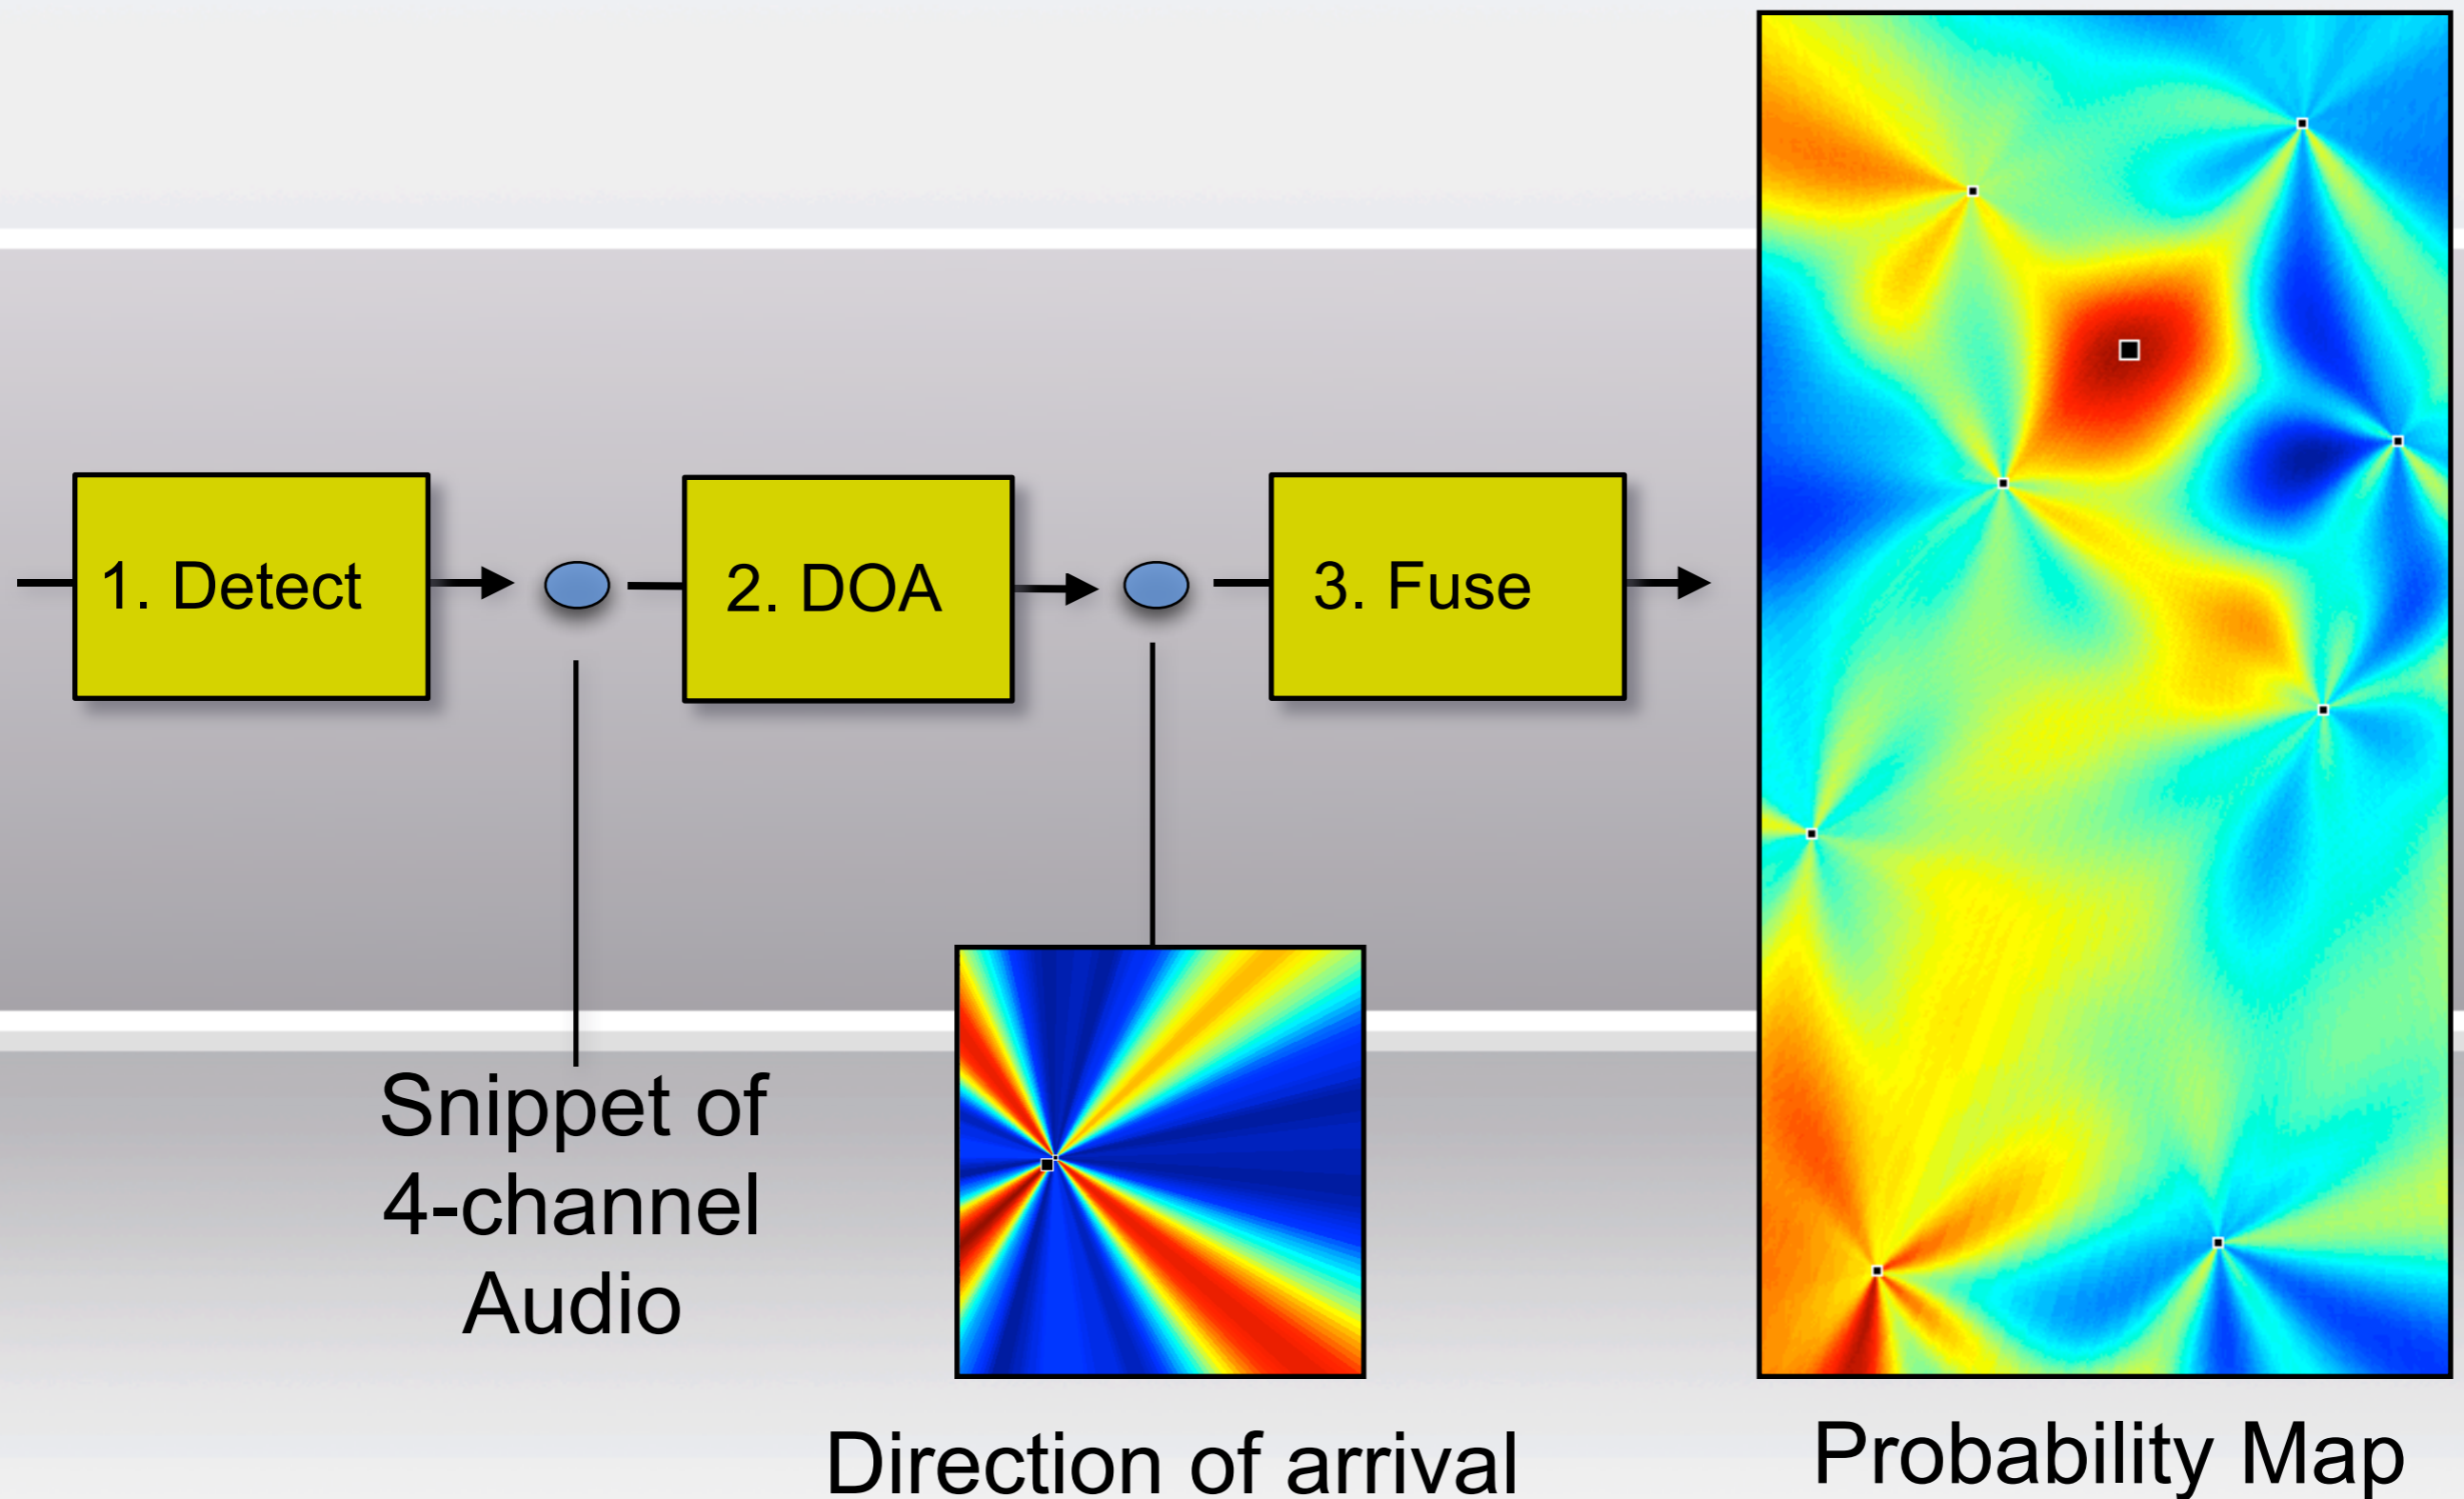 1. Detect
2. DOA
3. Fuse
Snippet of
4-channel
Audio
Direction of arrival
Probability Map